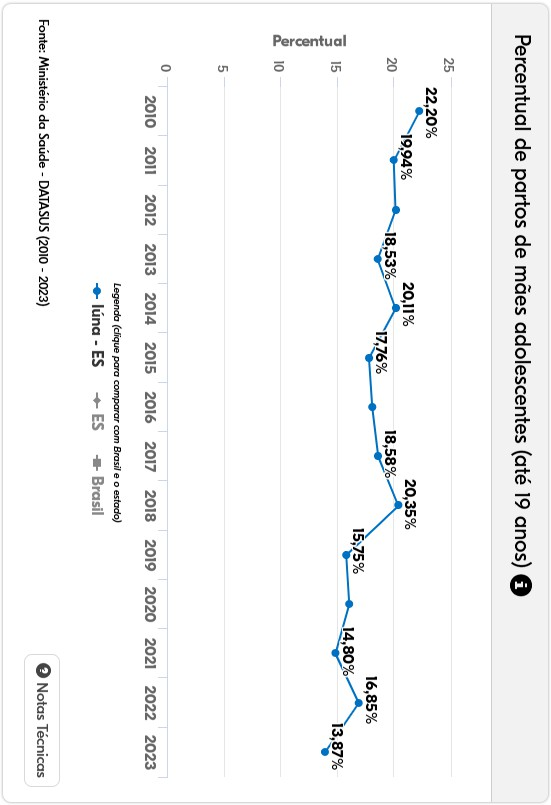 Percentual de partos de mães adolescentes (até 19 anos) i
Percentual
25
20
15
10
5
0
22,20%
19,94%
18,53%
20,11%
17,76%
18,58%
20,35%
15,75%
14,80%
16,85%
13,87%
2010 2011 2012 2013 2014 2015 2016 2017 2018 2019 2020 2021 2022 2023
Legenda (clique para comparar com Brasil e o estado)
Iúna - ES ES Brasil
Fonte: Ministério da Saúde - DATASUS (2010 - 2023)
? Notas Técnicas